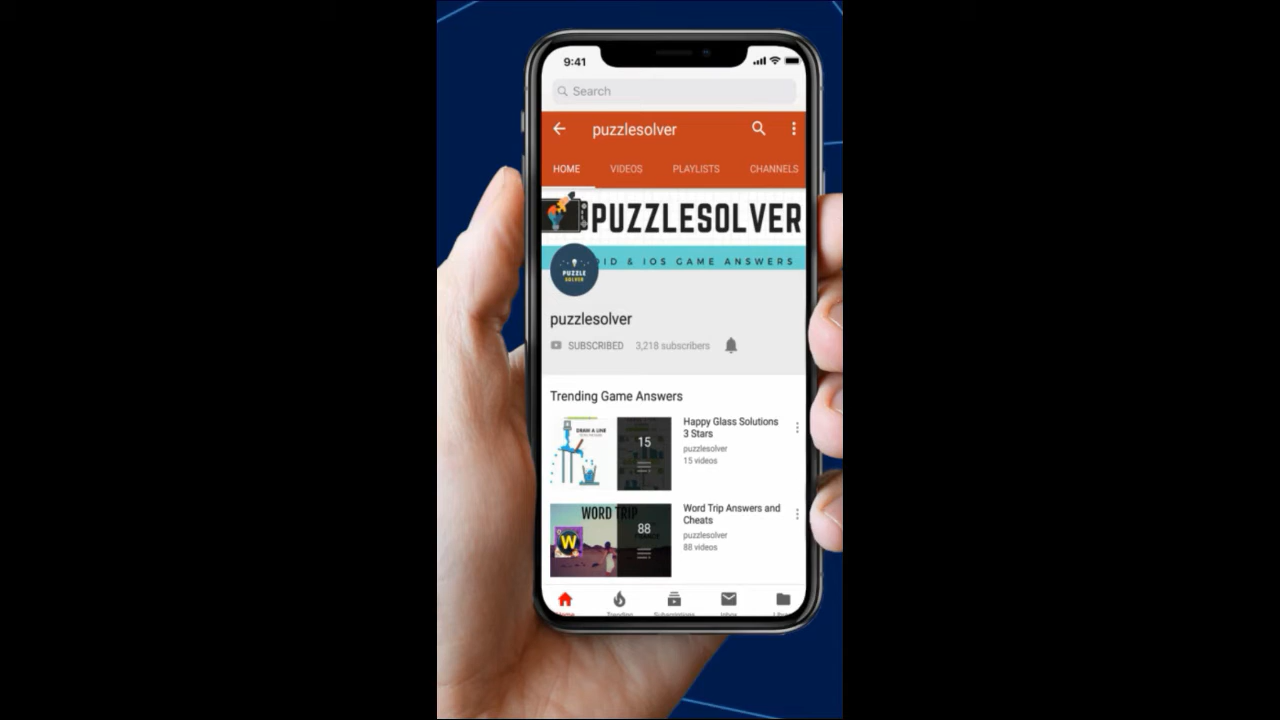 9:41
Search
puzzlesolver
HOME VIDEOS PLAYLISTS CHANNELS
PUZZLESOLVER
ID & IOS GAME ANSWERS
PUZZLE
SOLVER
puzzlesolver
SUBSCRIBED 3,218 subscribers
Trending Game Answers
DRAW A LINE
15
Happy Glass Solutions
3 Stars
puzzlesolver
15 videos
WORD TRIP
W
88
Word Trip Answers and
Cheats
puzzlesolver
88 videos